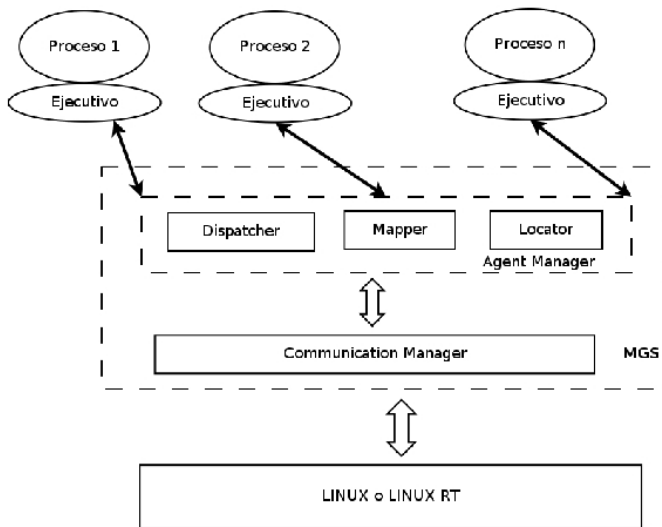 Proceso 1
Proceso 2
Proceso n
Ejecutivo
Ejecutivo
Ejecutivo
Dispatcher
Mapper
Locator
Agent Manager
Communication Manager
MGS
LINUX o LINUX RT